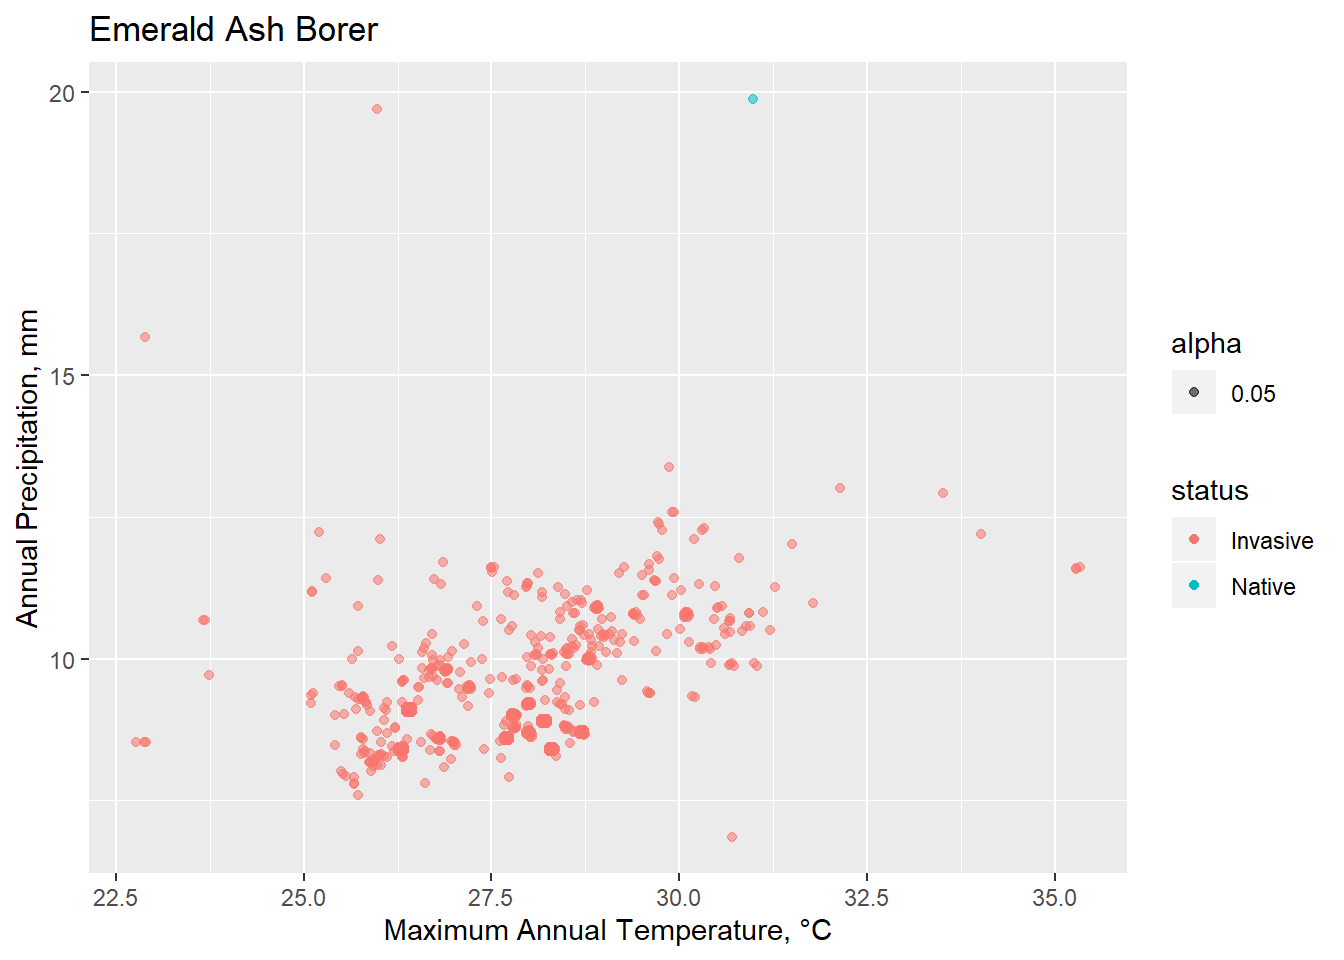 Emerald Ash Borer
20
15
10
Annual Precipitation, mm
22.5
25.0
27.5
30.0
32.5
35.0
Maximum Annual Temperature, °C
alpha
0.05
status
Invasive
Native